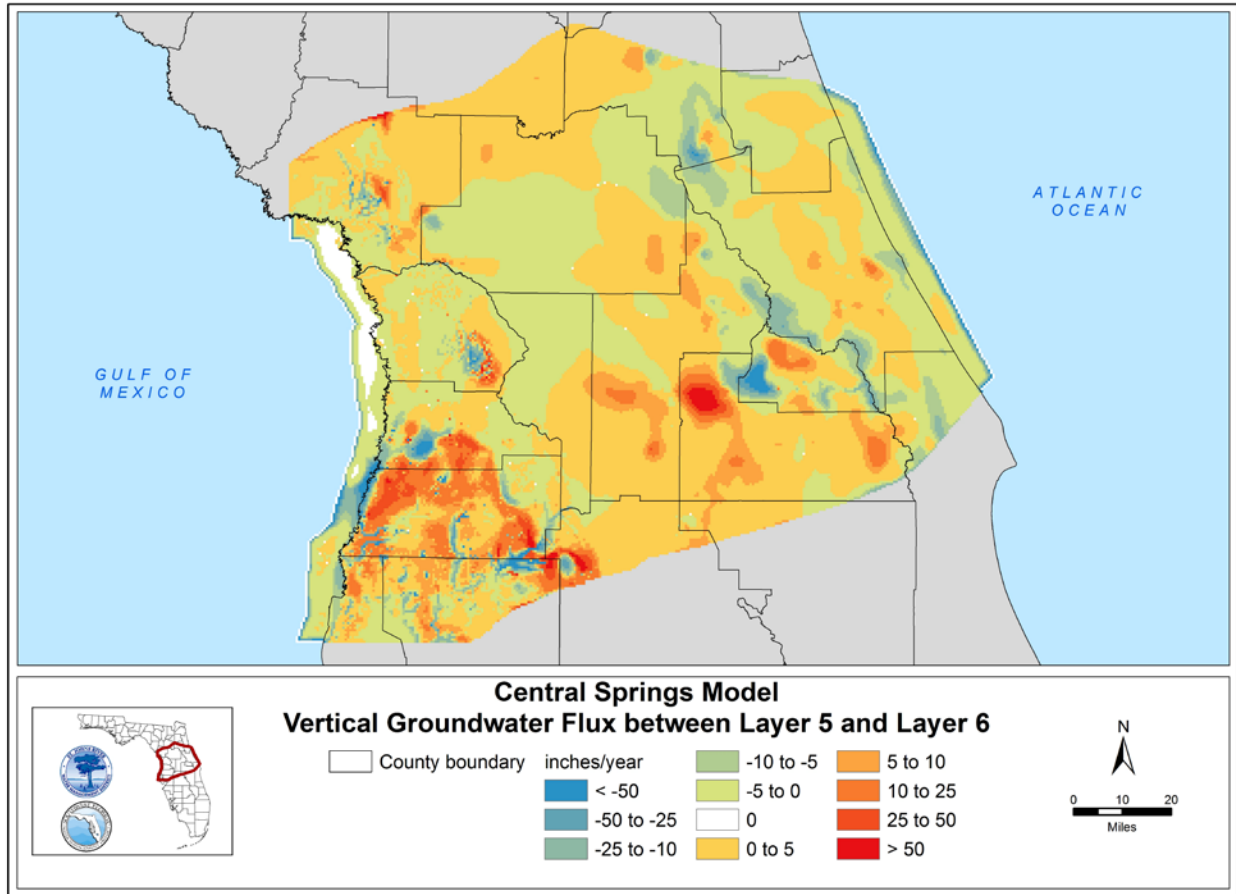 ATLANTIC
OCEAN
GULF OF
MEXICO
Central Springs Model
Vertical Groundwater Flux between Layer 5 and Layer 6
County boundary
inches/year
< -50
-50 to -25
-25 to -10
-10 to -5
-5 to 0
0
0 to 5
5 to 10
10 to 25
25 to 50
> 50
N
0 10 20
Miles